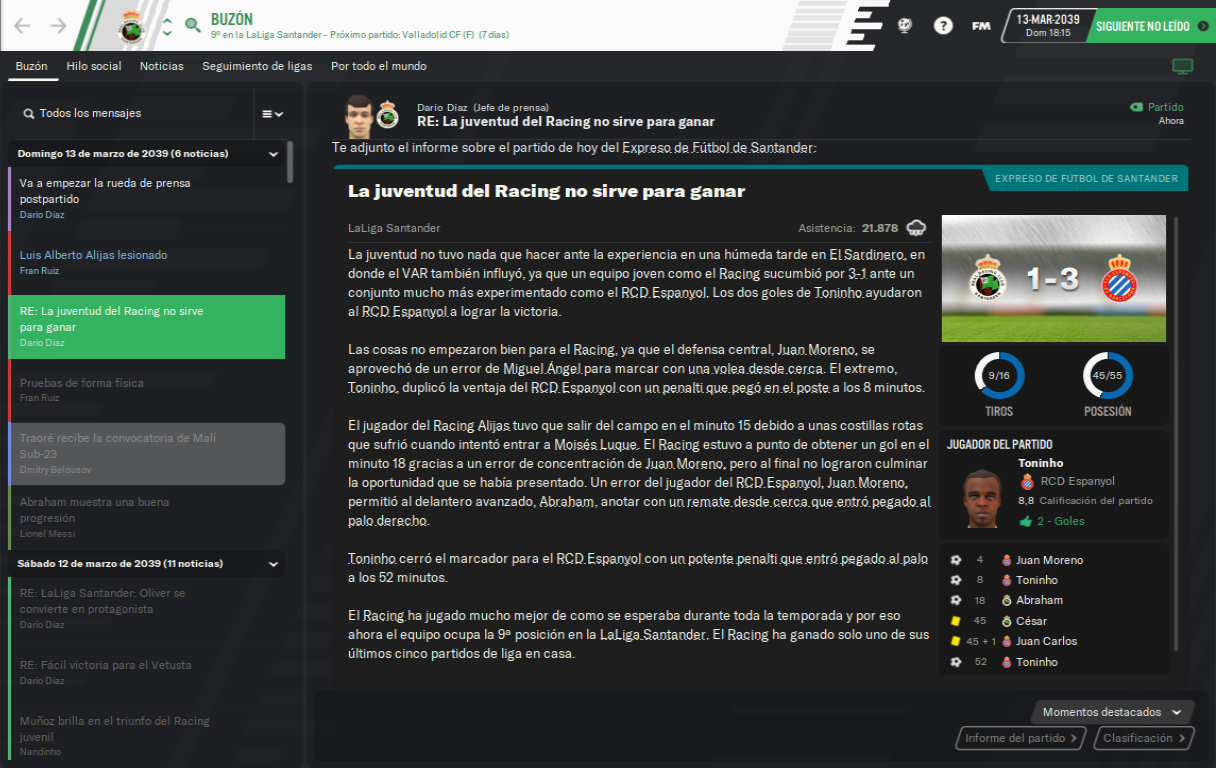 BUZÓN
9º en la LaLiga Santander - Próximo partido: Valladolid CF (F) (7 días)
FM
13-MAR-2039
Dom 18:15
SIGUIENTE NO LEÍDO
Buzón
Hilo social
Noticias
Seguimiento de ligas
Por todo el mundo
Todos los mensajes
Domingo 13 de marzo de 2039 (6 noticias)
Va a empezar la rueda de prensa
postpartido
Darío Díaz
Luis Alberto Alijas lesionado
Fran Ruiz
RE: La juventud del Racing no sirve
para ganar
Darío Díaz
Pruebas de forma física
Fran Ruiz
Traoré recibe la convocatoria de Malí
Sub-23
Dmitry Belousov
Abraham muestra una buena
progresión
Lionel Messi
Sábado 12 de marzo de 2039 (11 noticias)
RE: LaLiga Santander: Oliver se
convierte en protagonista
Darío Díaz
RE: Fácil victoria para el Vetusta
Darío Díaz
Muñoz brilla en el triunfo del Racing
juvenil
Nandinho
Darío Díaz (Jefe de prensa)
RE: La juventud del Racing no sirve para ganar
Partido
Ahora
Te adjunto el informe sobre el partido de hoy del Expreso de Fútbol de Santander:
EXPRESO DE FÚTBOL DE SANTANDER
La juventud del Racing no sirve para ganar
LaLiga Santander
Asistencia: 21.878
La juventud no tuvo nada que hacer ante la experiencia en una húmeda tarde en El Sardinero, en
donde el VAR también influyó, ya que un equipo joven como el Racing sucumbió por 3-1 ante un
conjunto mucho más experimentado como el RCD Espanyol. Los dos goles de Toninho ayudaron
al RCD Espanyol a lograr la victoria.
Las cosas no empezaron bien para el Racing, ya que el defensa central, Juan Moreno, se
aprovechó de un error de Miguel Ángel para marcar con una volea desde cerca. El extremo,
Toninho, duplicó la ventaja del RCD Espanyol con un penalti que pegó en el poste a los 8 minutos.
El jugador del Racing Alijas tuvo que salir del campo en el minuto 15 debido a unas costillas rotas
que sufrió cuando intentó entrar a Moisés Luque. El Racing estuvo a punto de obtener un gol en el
minuto 18 gracias a un error de concentración de Juan Moreno, pero al final no lograron culminar
la oportunidad que se había presentado. Un error del jugador del RCD Espanyol, Juan Moreno,
permitió al delantero avanzado, Abraham, anotar con un remate desde cerca que entró pegado al
palo derecho.
Toninho cerró el marcador para el RCD Espanyol con un potente penalti que entró pegado al palo
a los 52 minutos.
El Racing ha jugado mucho mejor de como se esperaba durante toda la temporada y por eso
ahora el equipo ocupa la 9ª posición en la LaLiga Santander. El Racing ha ganado solo uno de sus
últimos cinco partidos de liga en casa.
1-3
9/16
TIROS
45/55
POSESIÓN
JUGADOR DEL PARTIDO
Toninho
RCD Espanyol
8,8 Calificación del partido
2 - Goles
4 Juan Moreno
8 Toninho
18 Abraham
45 César
45 + 1 Juan Carlos
52 Toninho
Momentos destacados
Informe del partido
Clasificación